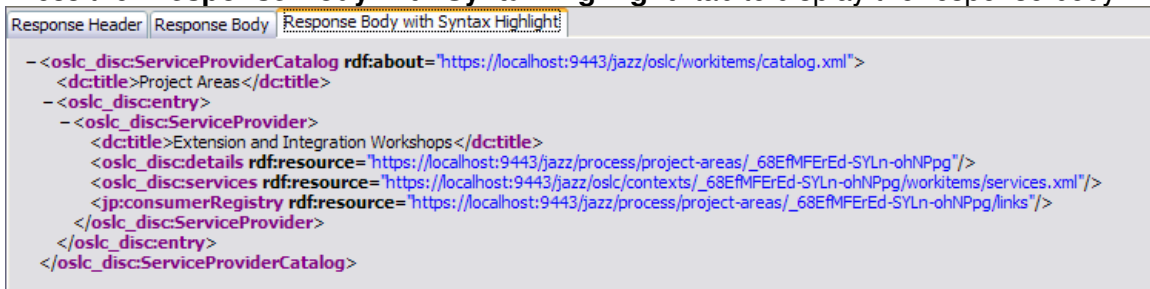 Response Header Response Body Response Body with Syntax Highlight
-<oslc_disc:ServiceProviderCatalog rdf:about="https://localhost:9443/jazz/oslc/workitems/catalog.xml">
<dc:title>Project Areas</dc:title>
-<oslc_disc:entry>
-<oslc_disc:ServiceProvider>
<dc:title>Extension and Integration Workshops</dc:title>
<oslc_disc:details rdf:resource="https://localhost:9443/jazz/process/project-areas/_68EfMFErEd-SYLn-ohNPpg"/>
<oslc_disc:services rdf:resource="https://localhost:9443/jazz/oslc/contexts/_68EfMFErEd-SYLn-ohNPpg/workitems/services.xml"/>
<jp:consumerRegistry rdf:resource="https://localhost:9443/jazz/process/project-areas/_68EfMFErEd-SYLn-ohNPpg/links"/>
</oslc_disc:ServiceProvider>
</oslc_disc:entry>
</oslc_disc:ServiceProviderCatalog>